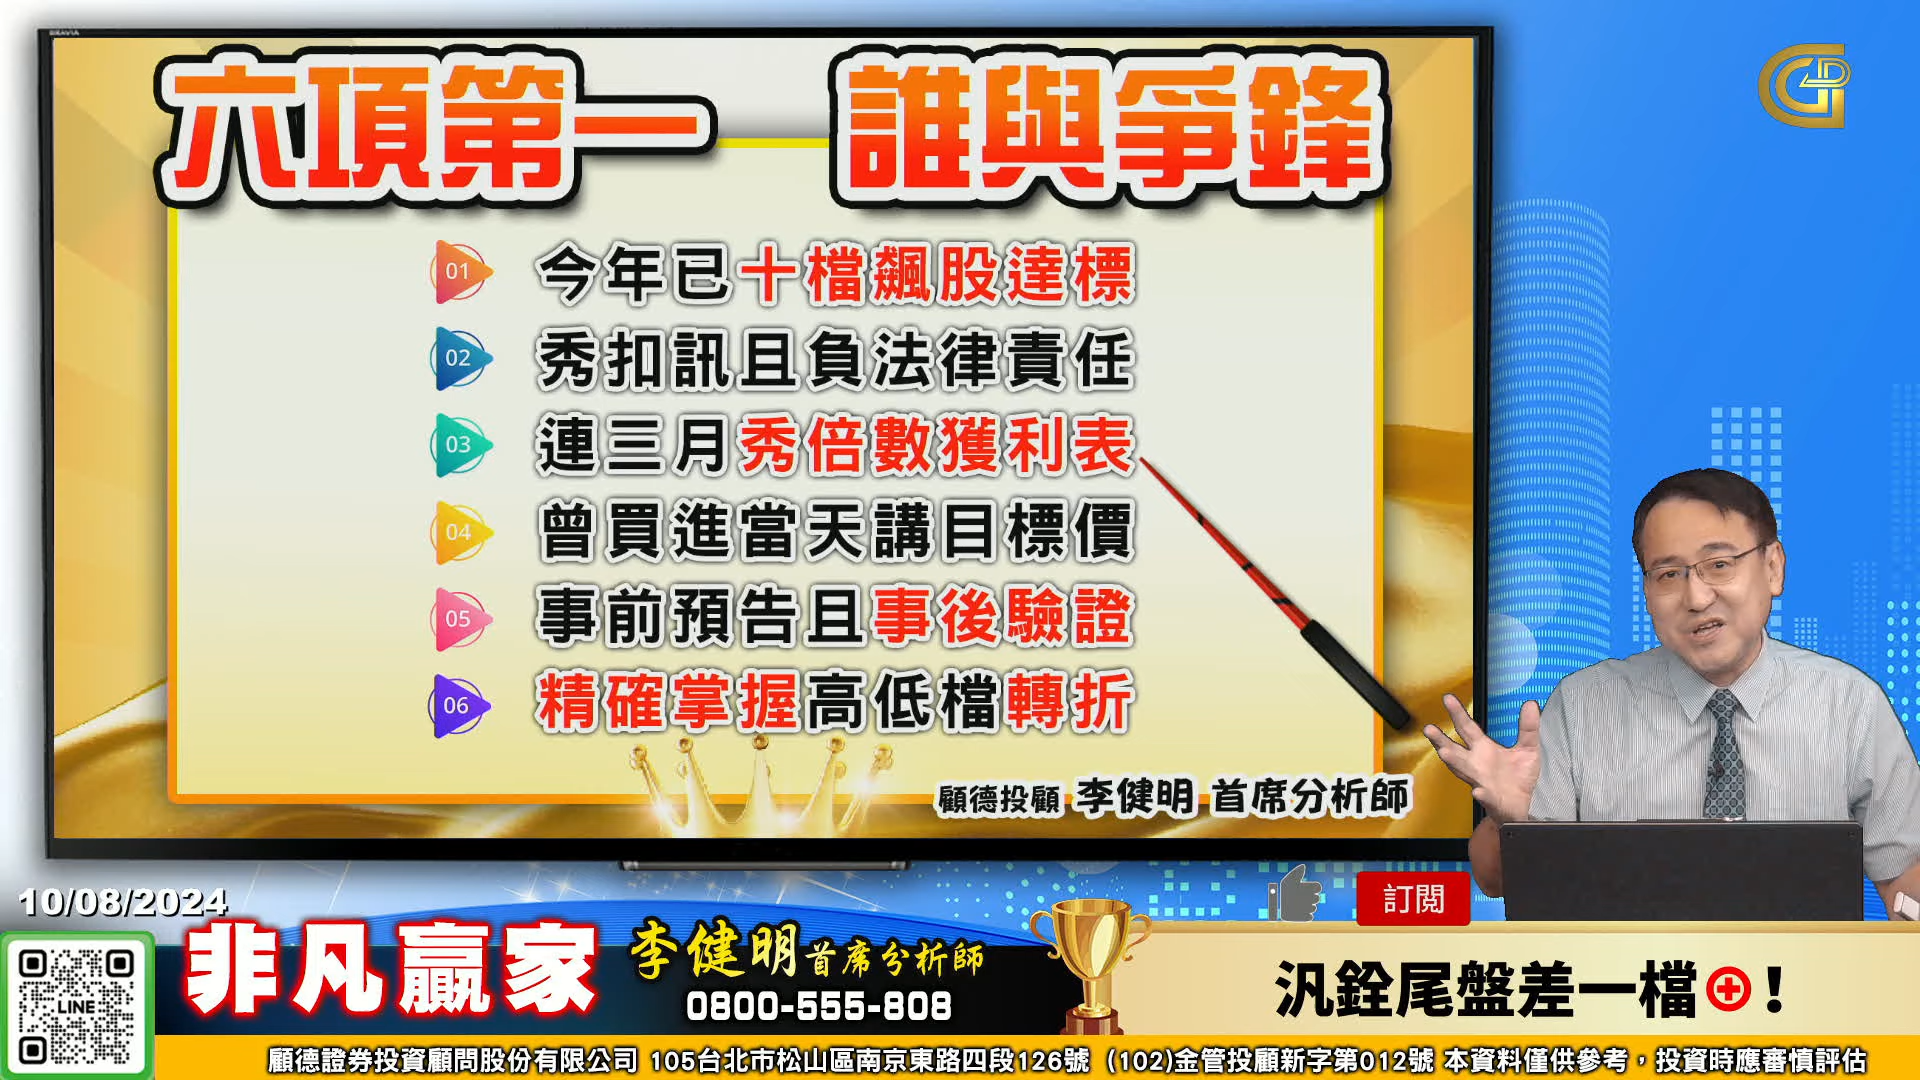 BRAVIA
六項第一 誰與爭鋒
01 今年已十檔飆股達標
02 秀扣訊且負法律責任
03 連三月秀倍數獲利表
04 曾買進當天講目標價
05 事前預告且事後驗證
06 精確掌握高低檔轉折
顧德投顧 李健明 首席分析師
訂閱
10/08/2024
LINE
非凡贏家
李健明首席分析師
0800-555-808
汎銓尾盤差一檔⊕!
顧德證券投資顧問股份有限公司 105台北市松山區南京東路四段126號 (102)金管投顧新字第012號 本資料僅供參考,投資時應審慎評估